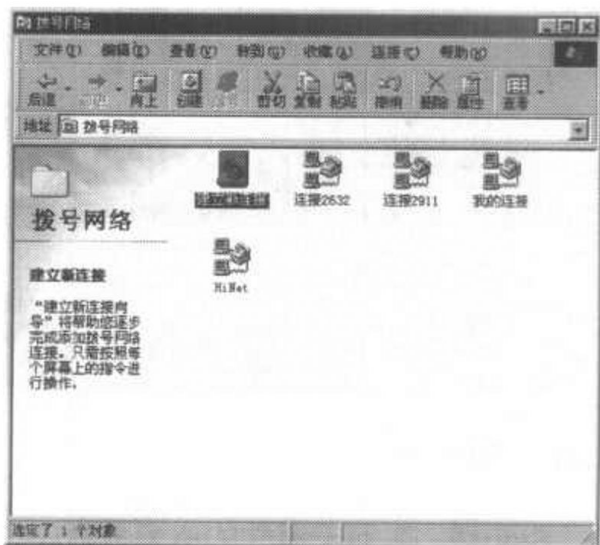 拨号网络
文件(F) 编辑(E) 查看(V) 转到(G) 收藏(A) 连接(C) 帮助(H)
后退 向上 创建 剪切 复制 粘贴 撤消 删除 属性 查看
地址 拨号网络
拨号网络
建立新连接
“建立新连接向
导”将帮助您逐步
完成添加拨号网络
连接。只需按照每
个屏幕上的指令进
行操作。
连接2632 连接2911 我的连接
HiNet
选定了 1 个对象